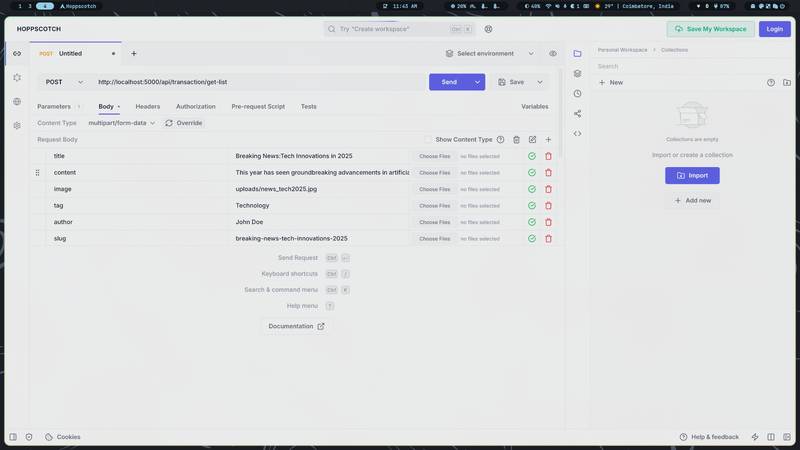 1 3 4 Hoppscotch
11:43 AM
20%
40%
1
29° | Coimbatore, India
0
87%
HOPPSCOTCH
Try "Create workspace"
Ctrl K
Save My Workspace
Login
POST Untitled
Select environment
Personal Workspace > Collections
Search
POST
http://localhost:5000/api/transaction/get-list
Send
Save
New
Parameters 1
Body
Headers
Authorization
Pre-request Script
Tests
Variables
Content Type multipart/form-data Override
Request Body
Show Content Type
title Breaking News:Tech Innovations in 2025 Choose Files no files selected
content This year has seen groundbreaking advancements in artificia Choose Files no files selected
image uploads/news_tech2025.jpg Choose Files no files selected
tag Technology Choose Files no files selected
author John Doe Choose Files no files selected
slug breaking-news-tech-innovations-2025 Choose Files no files selected
Collections are empty
Import or create a collection
Import
Add new
Send Request Ctrl ↩
Keyboard shortcuts Ctrl /
Search & command menu Ctrl K
Help menu ?
Documentation
Cookies
Help & feedback